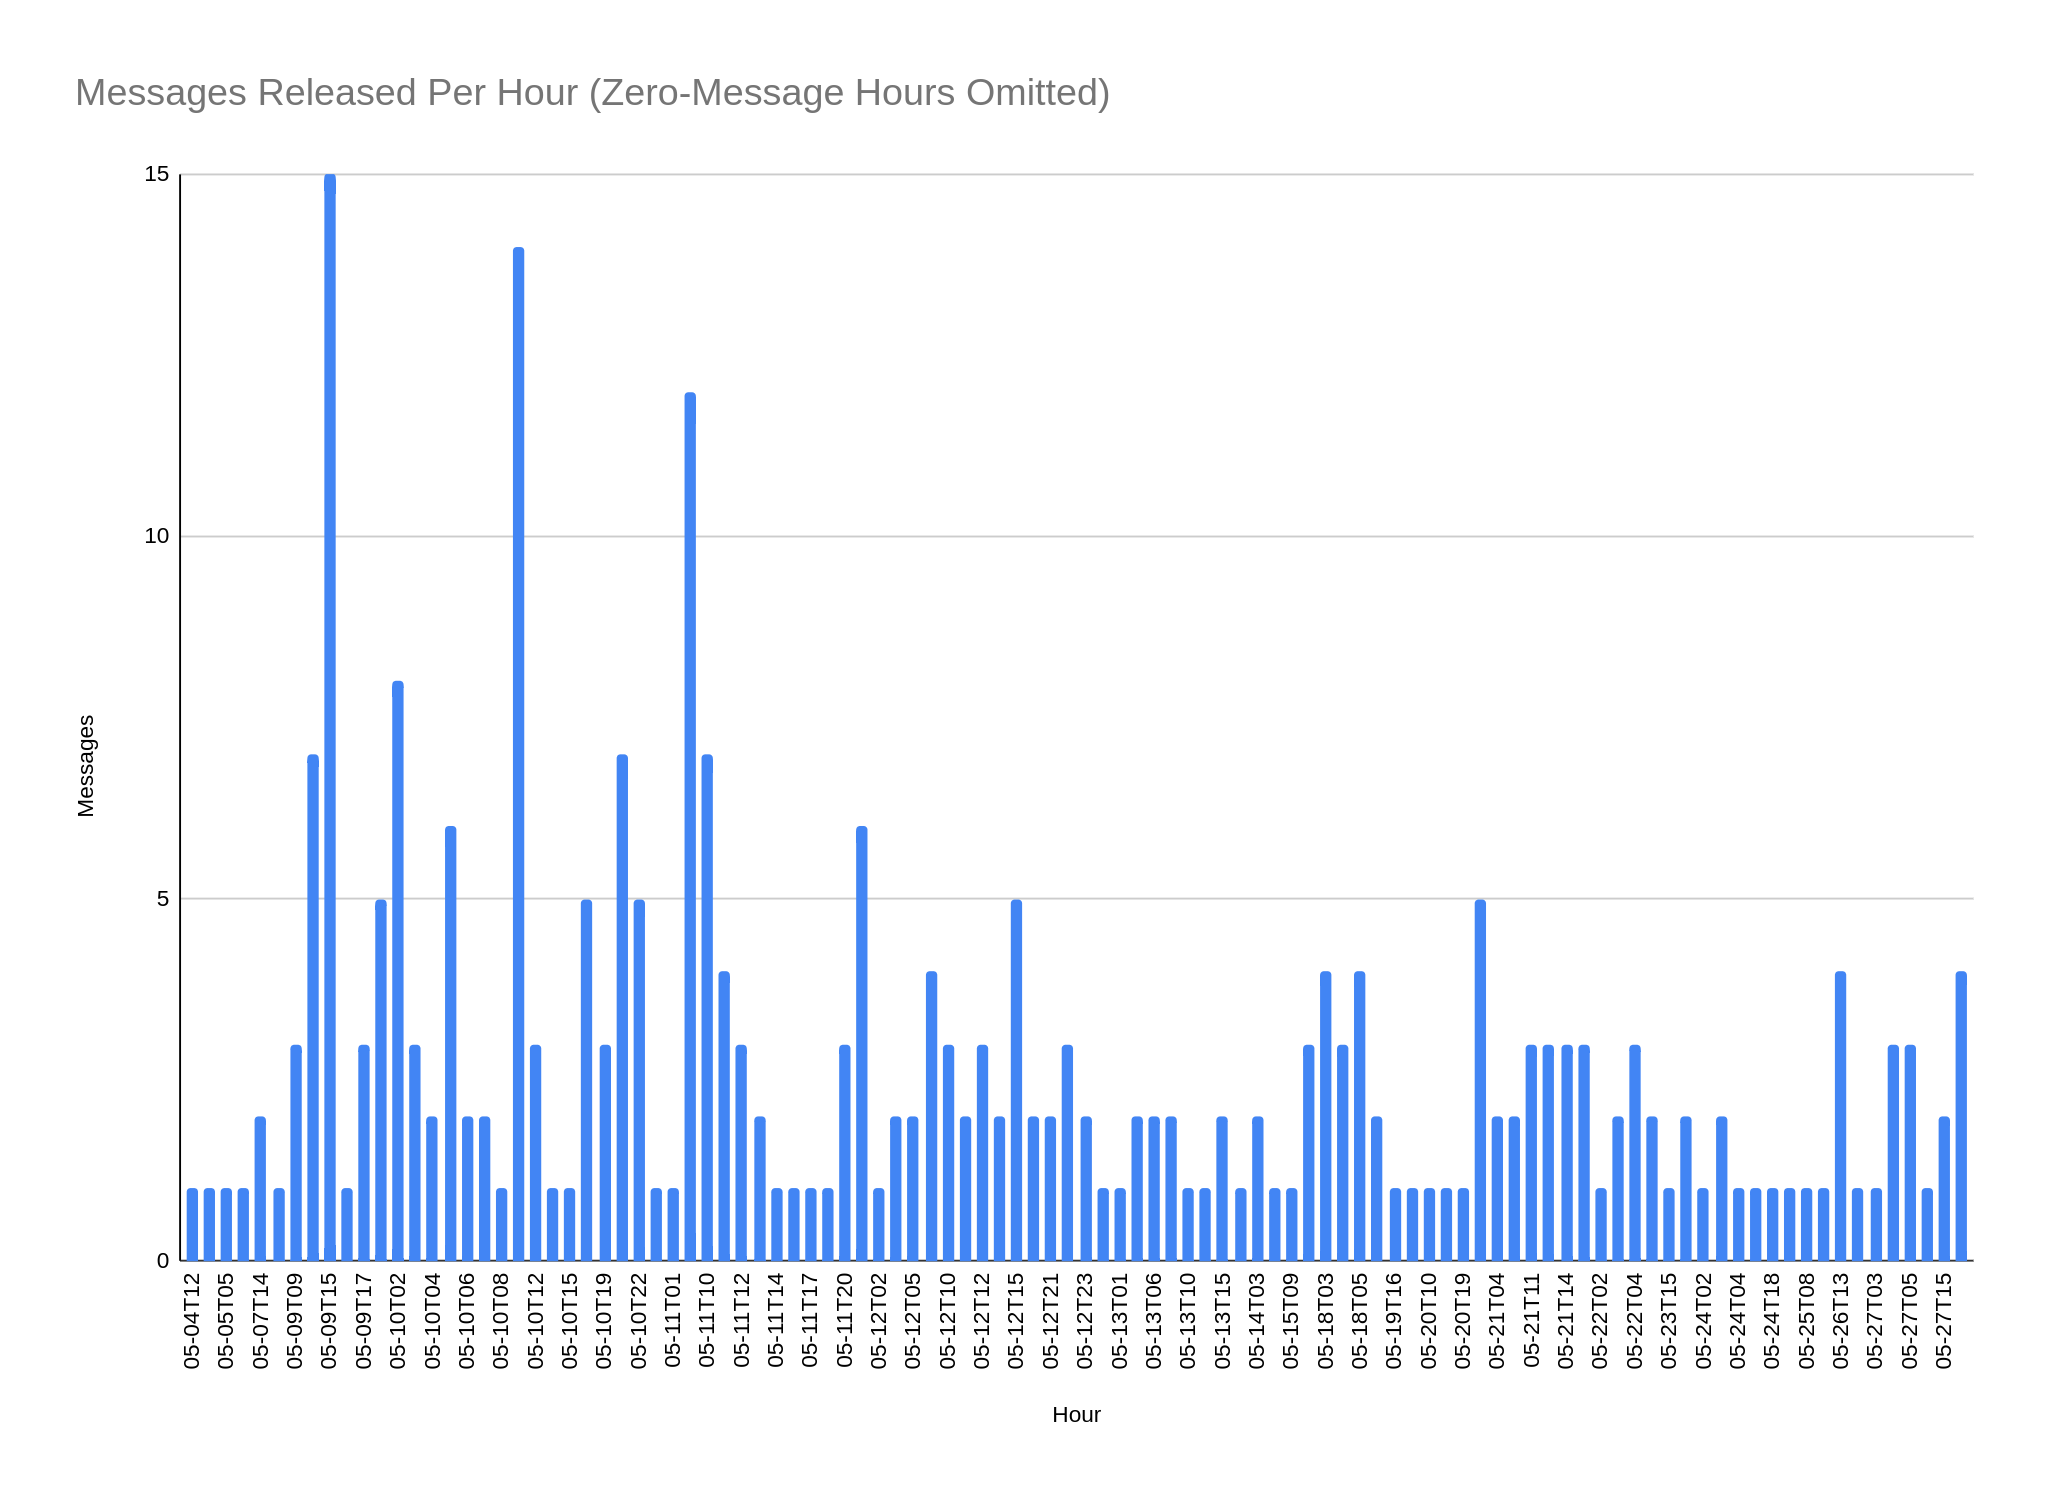 Messages Released Per Hour (Zero-Message Hours Omitted)
15
10
5
0
Messages
05-04T12
05-05T05
05-07T14
05-09T09
05-09T15
05-09T17
05-10T02
05-10T04
05-10T06
05-10T08
05-10T12
05-10T15
05-10T19
05-10T22
05-11T01
05-11T10
05-11T12
05-11T14
05-11T17
05-11T20
05-12T02
05-12T05
05-12T10
05-12T12
05-12T15
05-12T21
05-12T23
05-13T01
05-13T06
05-13T10
05-13T15
05-14T03
05-15T09
05-18T03
05-18T05
05-19T16
05-20T10
05-20T19
05-21T04
05-21T11
05-21T14
05-22T02
05-22T04
05-23T15
05-24T02
05-24T04
05-24T18
05-25T08
05-26T13
05-27T03
05-27T05
05-27T15
Hour